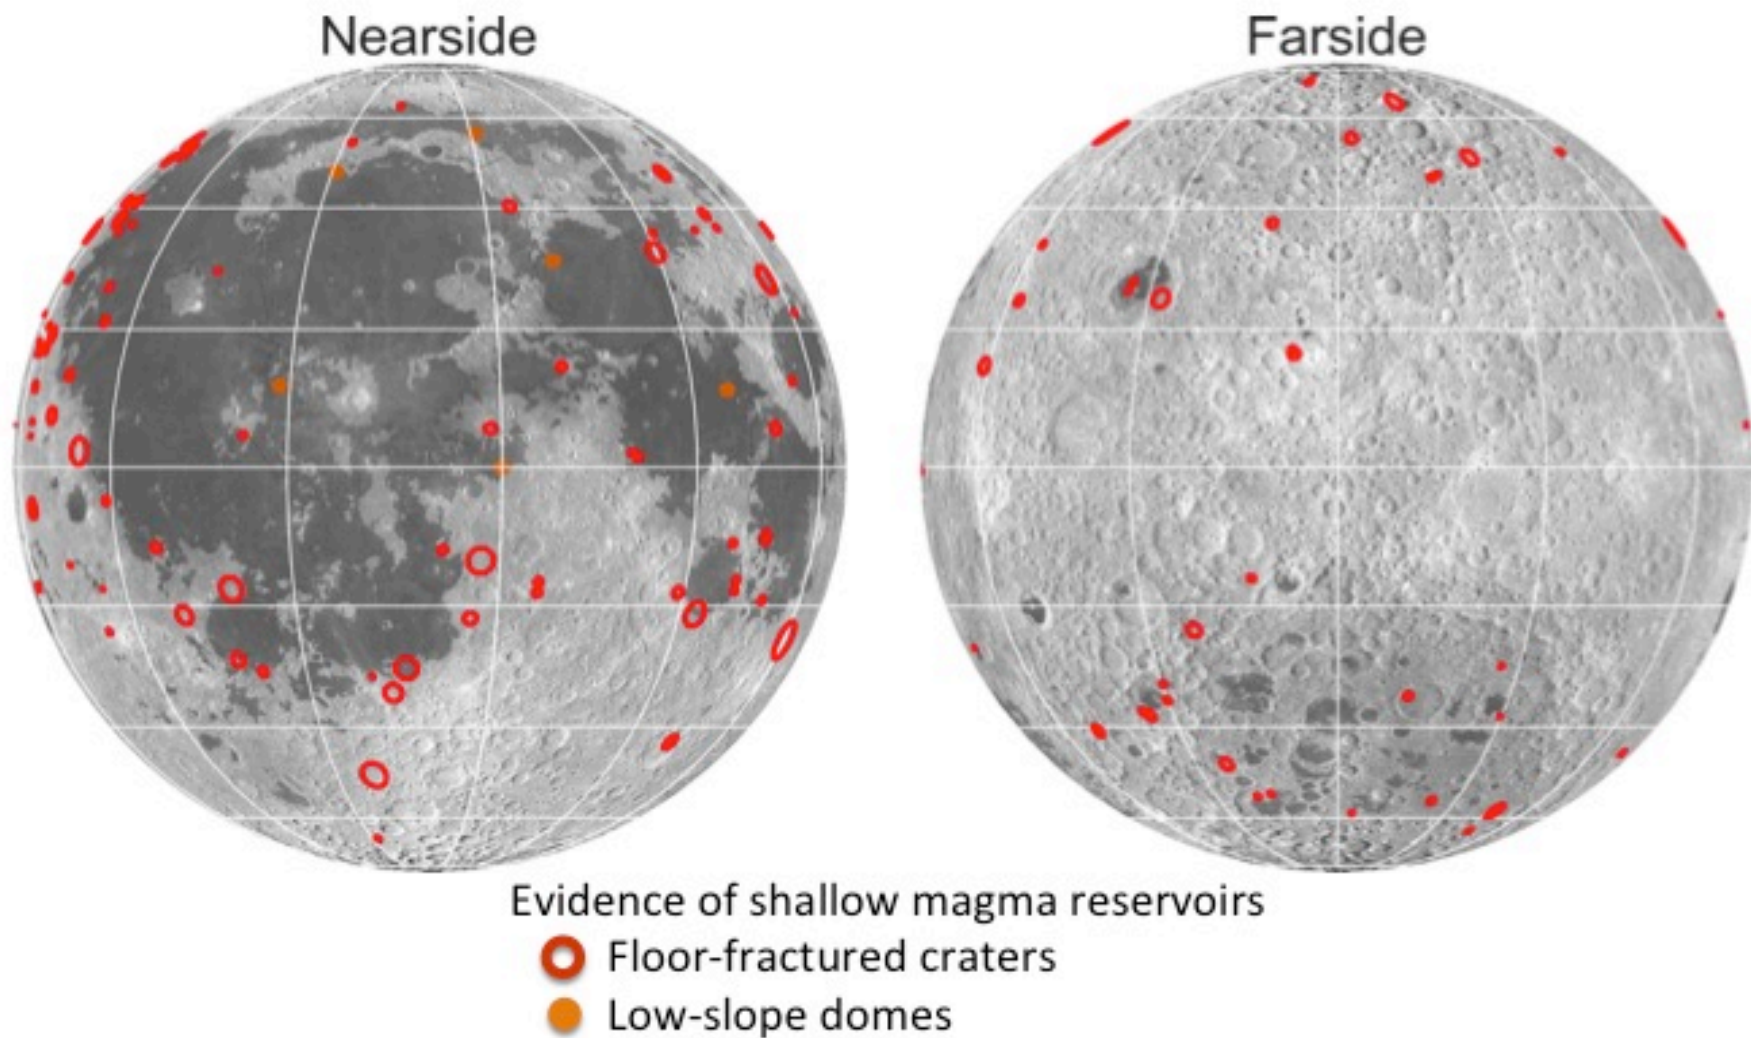 Nearside
Farside
Evidence of shallow magma reservoirs
Floor-fractured craters
Low-slope domes